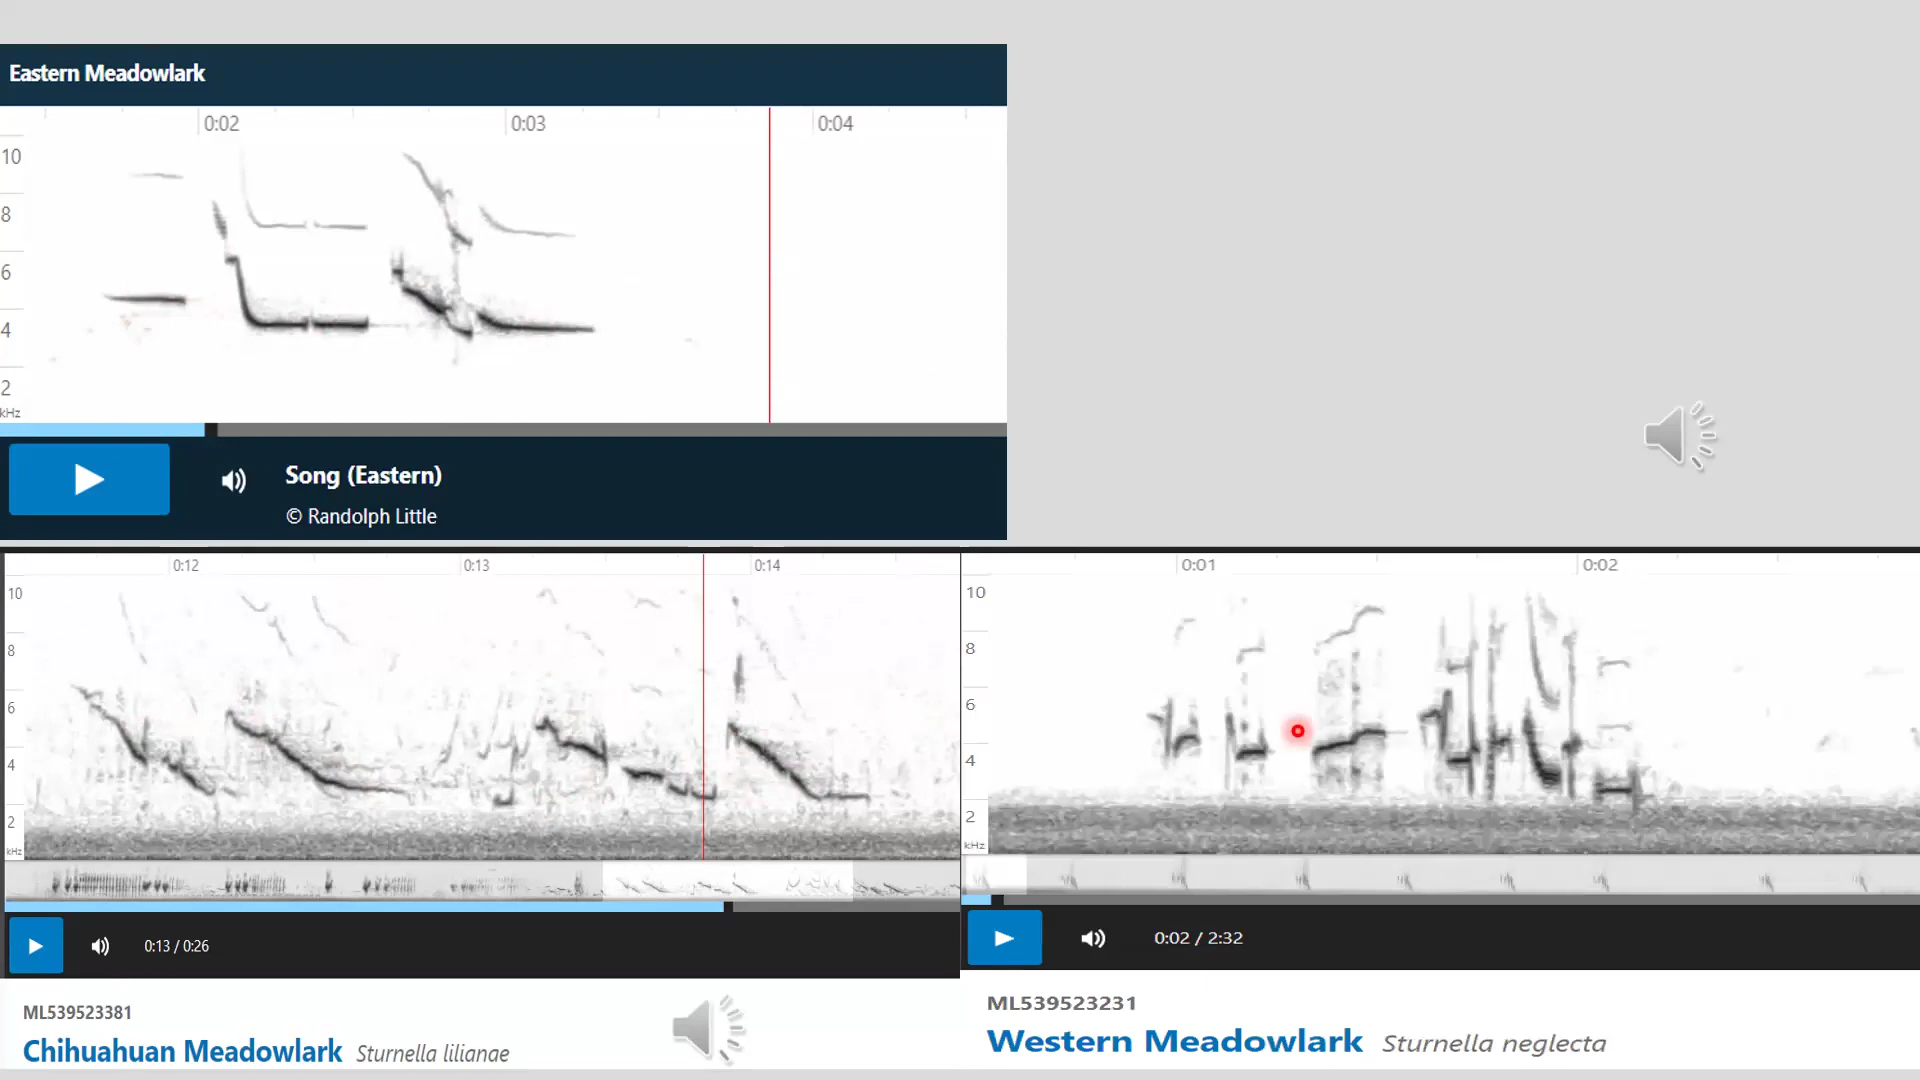 Eastern Meadowlark
0:02 0:03 0:04
10
8
6
4
2
kHz
Song (Eastern)
© Randolph Little
0:12 0:13 0:14
10
8
6
4
2
kHz
0:13 / 0:26
ML539523381
Chihuahuan Meadowlark Sturnella lilianae
0:01 0:02
10
8
6
4
2
kHz
0:02 / 2:32
ML539523231
Western Meadowlark Sturnella neglecta